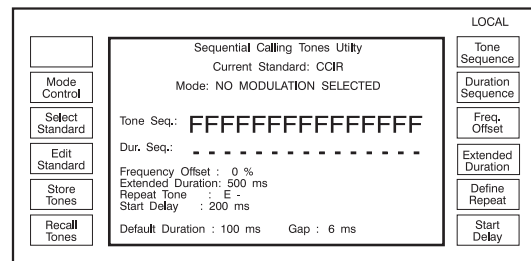 LOCAL
Sequential Calling Tones Utilty
Current Standard: CCIR
Mode: NO MODULATION SELECTED
Tone Seq.: FFFFFFFFFFFFFFF
Dur. Seq.: - - - - - - - - - - - - - - -
Frequency Offset : 0 %
Extended Duration: 500 ms
Repeat Tone : E -
Start Delay : 200 ms
Default Duration : 100 ms Gap : 6 ms
Mode
Control
Select
Standard
Edit
Standard
Store
Tones
Recall
Tones
Tone
Sequence
Duration
Sequence
Freq.
Offset
Extended
Duration
Define
Repeat
Start
Delay